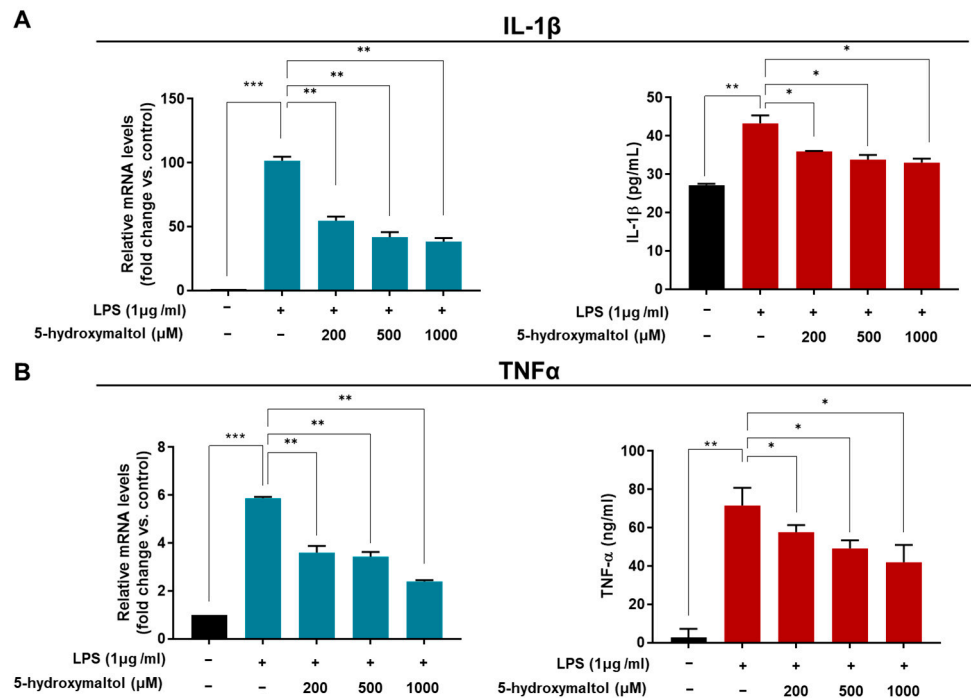 A
IL-1β
Relative mRNA levels
(fold change vs. control)
150
100
50
0
***
**
**
**
LPS (1µg /ml) − + + + +
5-hydroxymaltol (µM) − − 200 500 1000
IL-1β (pg/mL)
50
40
30
20
10
0
**
*
*
*
LPS (1µg /ml) − + + + +
5-hydroxymaltol (µM) − − 200 500 1000
B
TNFα
Relative mRNA levels
(fold change vs. control)
8
6
4
2
0
***
**
**
**
LPS (1µg /ml) − + + + +
5-hydroxymaltol (µM) − − 200 500 1000
TNF-α (ng/ml)
100
80
60
40
20
0
**
*
*
*
LPS (1µg /ml) − + + + +
5-hydroxymaltol (µM) − − 200 500 1000